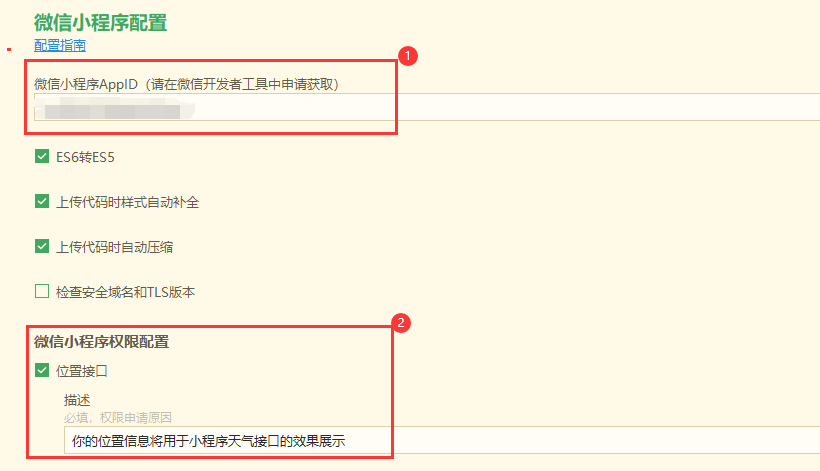 微信小程序配置
配置指南
1
微信小程序AppID（请在微信开发者工具中申请获取）
ES6转ES5
上传代码时样式自动补全
上传代码时自动压缩
检查安全域名和TLS版本
2
微信小程序权限配置
位置接口
描述
必填，权限申请原因
你的位置信息将用于小程序天气接口的效果展示